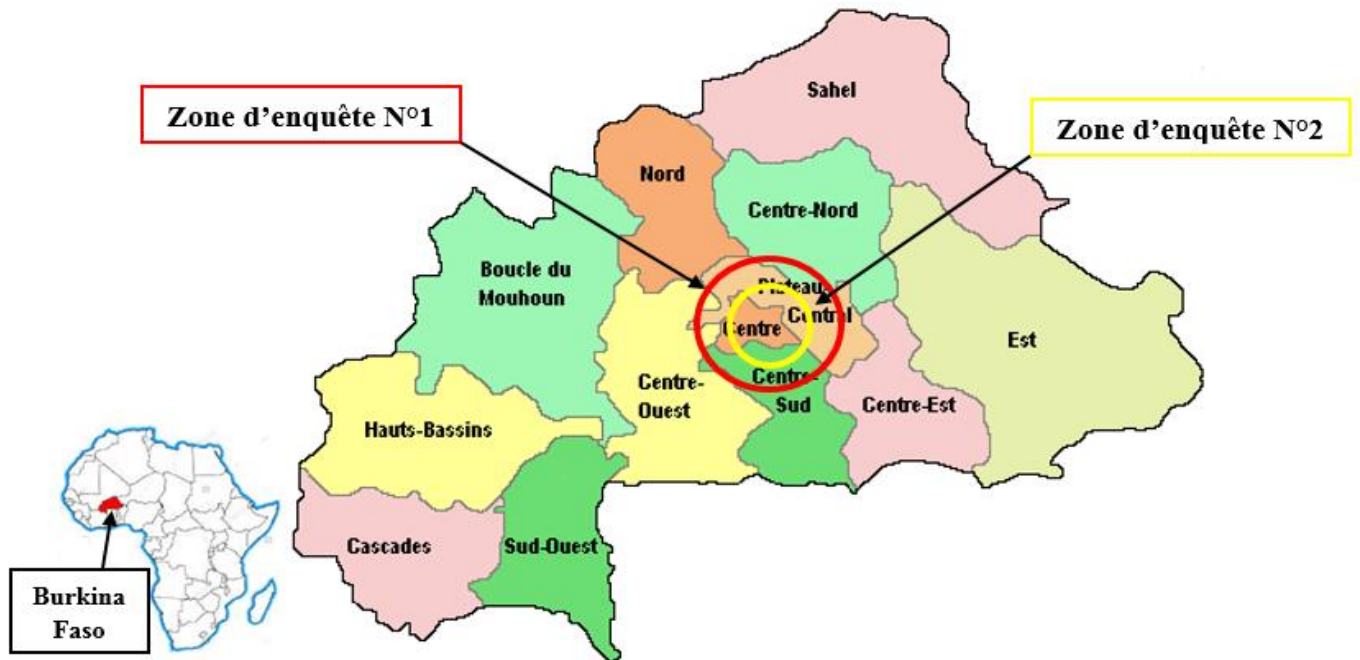 Sahel
Zone d'enquête N°1
Zone d'enquête N°2
Nord
Centre-Nord
Boucle du
Mouhoun
Plateau
Central
Centre
Est
Centre-
Ouest
Centre-
Sud
Centre-Est
Hauts-Bassins
Cascades
Sud-Ouest
Burkina
Faso